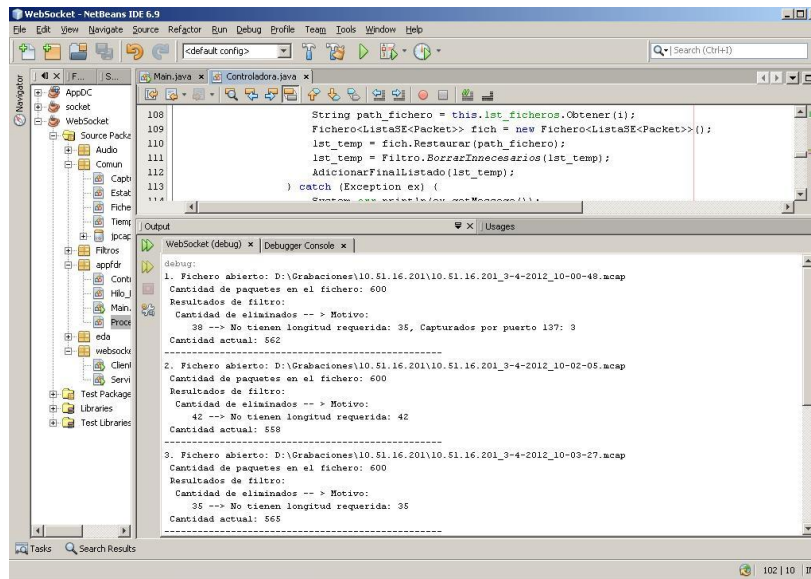 WebSocket - NetBeans IDE 6.9
File Edit View Navigate Source Refactor Run Debug Profile Team Tools Window Help
<default config>
Search (Ctrl+I)
Navigator
F...
S...
AppDC
socket
WebSocket
Source Packa
Audio
Comun
Captu
Estat
Fiche
Tiemp
jpcap
Filtros
appfdr
Contr
Hilo_
Main.
Proce
eda
websocke
Client
Servi
Test Package
Libraries
Test Libraries
Main.java x Controladora.java x
108 String path_fichero = this.lst_ficheros.Obtener(i);
109 Fichero<ListaSE<Packet>> fich = new Fichero<ListaSE<Packet>>();
110 lst_temp = fich.Restaurar(path_fichero);
111 lst_temp = Filtro.BorrarInnecesarios(lst_temp);
112 AdicionarFinalListado(lst_temp);
113 } catch (Exception ex) {
114 System.err.println(ex.getMessage());
Output
Usages
WebSocket (debug) x Debugger Console x
debug:
1. Fichero abierto: D:\Grabaciones\10.51.16.201\10.51.16.201_3-4-2012_10-00-48.mcap
Cantidad de paquetes en el fichero: 600
Resultados de filtro:
Cantidad de eliminados -- > Motivo:
38 --> No tienen longitud requerida: 35, Capturados por puerto 137: 3
Cantidad actual: 562
--------------------------------------------------
2. Fichero abierto: D:\Grabaciones\10.51.16.201\10.51.16.201_3-4-2012_10-02-05.mcap
Cantidad de paquetes en el fichero: 600
Resultados de filtro:
Cantidad de eliminados -- > Motivo:
42 --> No tienen longitud requerida: 42
Cantidad actual: 558
--------------------------------------------------
3. Fichero abierto: D:\Grabaciones\10.51.16.201\10.51.16.201_3-4-2012_10-03-27.mcap
Cantidad de paquetes en el fichero: 600
Resultados de filtro:
Cantidad de eliminados -- > Motivo:
35 --> No tienen longitud requerida: 35
Cantidad actual: 565
--------------------------------------------------
Tasks Search Results
102 | 10